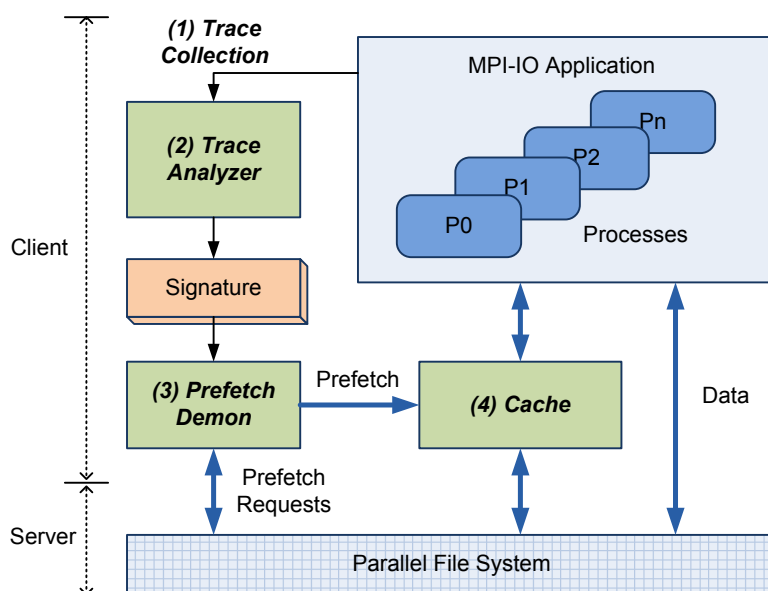 (1) Trace
Collection
MPI-IO Application
(2) Trace
Analyzer
Pn
P2
P1
P0
Processes
Client
Signature
(3) Prefetch
Demon
Prefetch
(4) Cache
Data
Prefetch
Requests
Server
Parallel File System